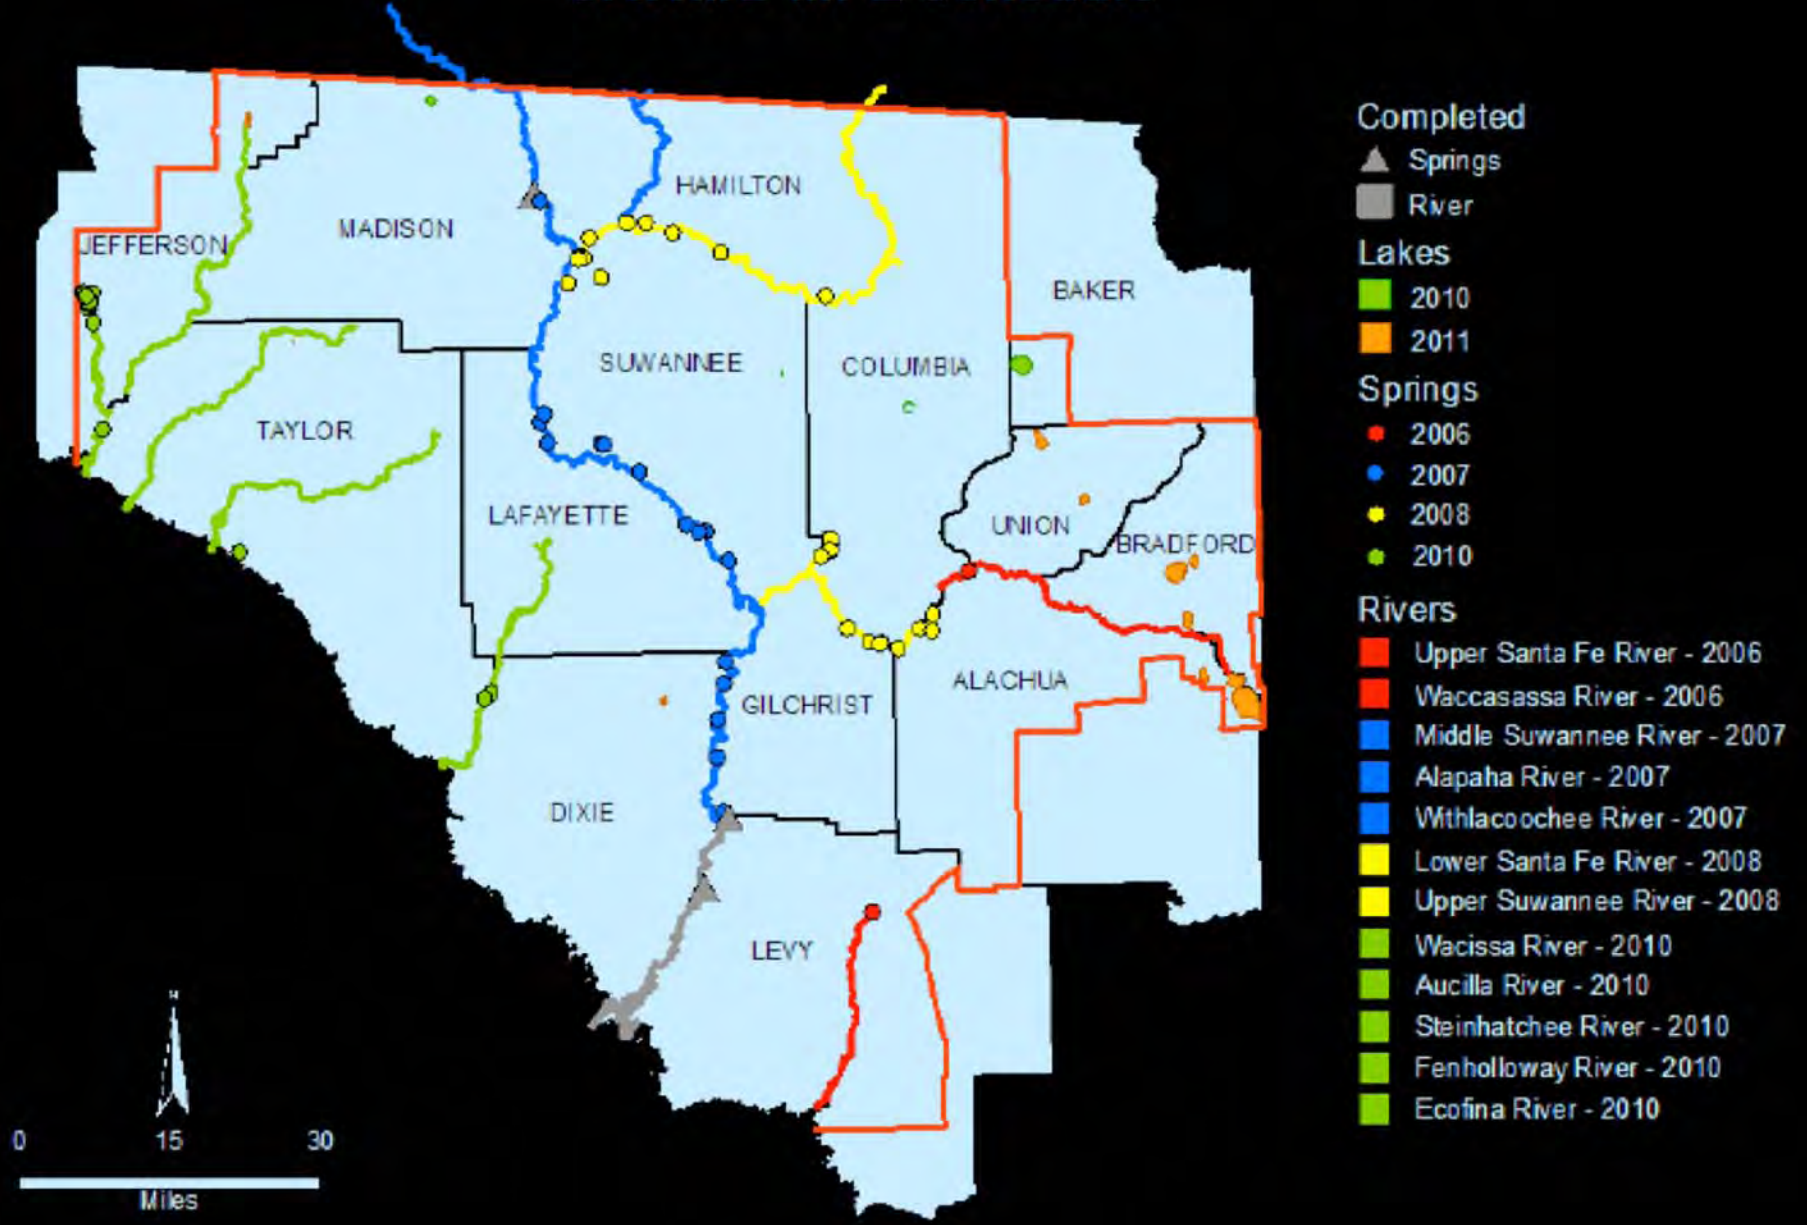 HAMILTON
MADISON
JEFFERSON
BAKER
SUWANNEE
COLUMBIA
TAYLOR
LAFAYETTE
UNION
BRADFORD
ALACHUA
GILCHRIST
DIXIE
LEVY
N
0 15 30
Miles
Completed
Springs
River
Lakes
2010
2011
Springs
2006
2007
2008
2010
Rivers
Upper Santa Fe River - 2006
Waccasassa River - 2006
Middle Suwannee River - 2007
Alapaha River - 2007
Withlacoochee River - 2007
Lower Santa Fe River - 2008
Upper Suwannee River - 2008
Wacissa River - 2010
Aucilla River - 2010
Steinhatchee River - 2010
Fenholloway River - 2010
Ecofina River - 2010